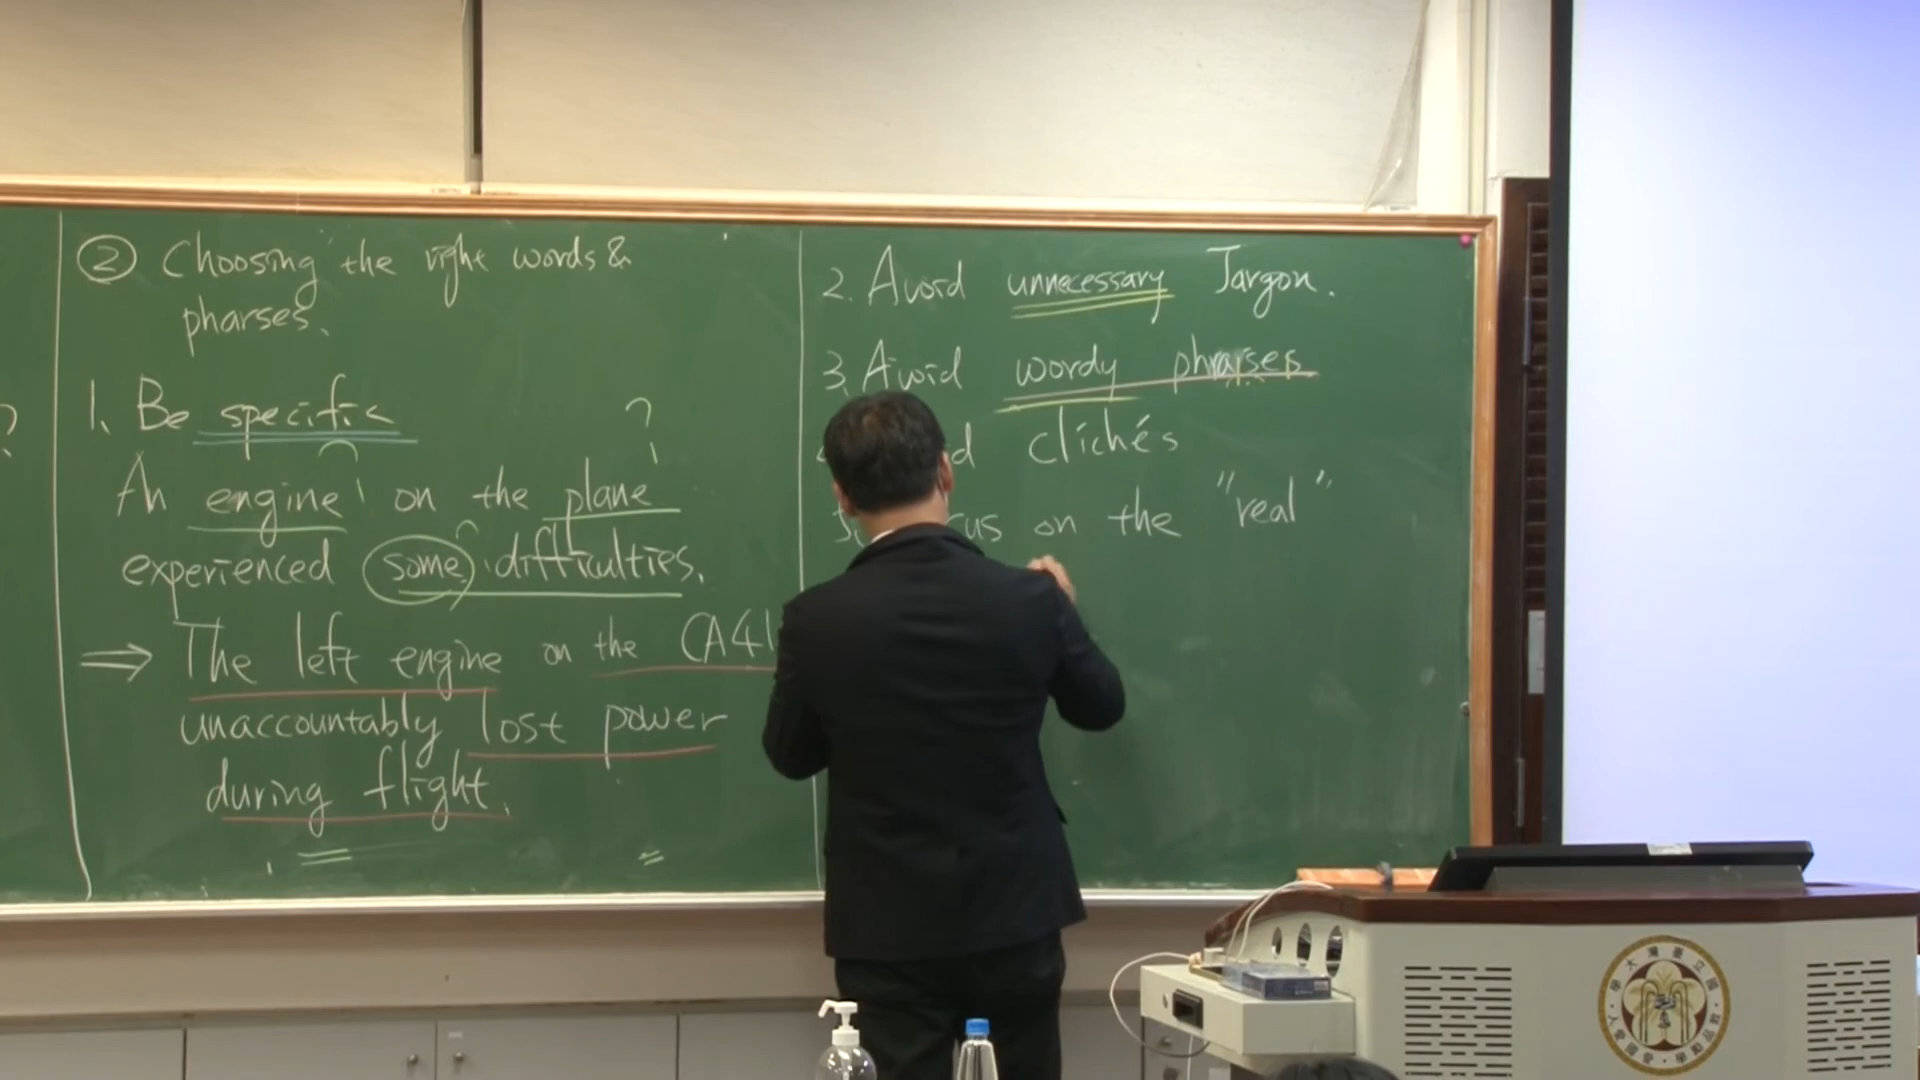 ② Choosing the right words &
pharses.
1. Be specific
?
An engine on the plane
experienced some difficulties.
⇒ The left engine on the CA41
unaccountably lost power
during flight.
2. Avoid unnecessary Jargon.
3. Avoid wordy phrases
clichés
on the "real"
?